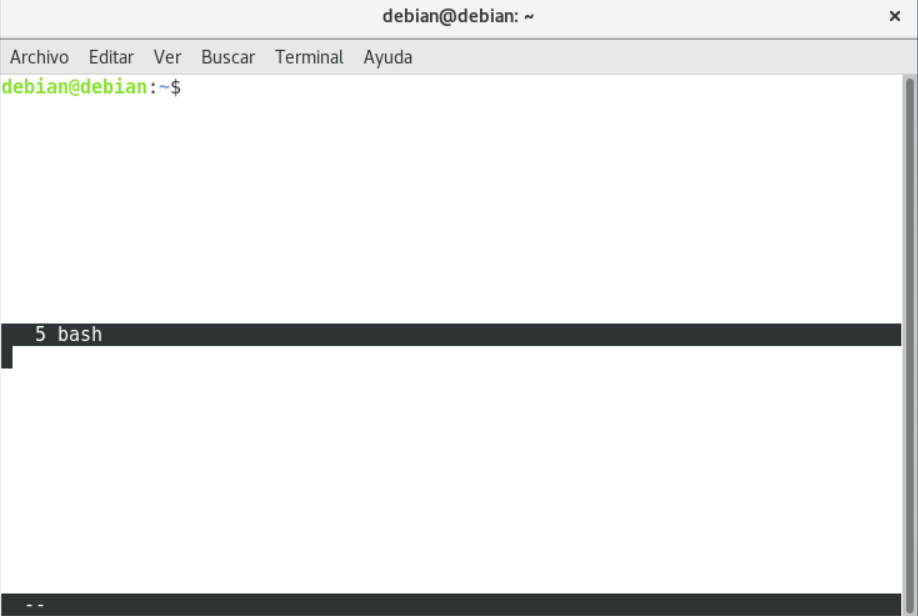 debian@debian: ~ ×
Archivo Editar Ver Buscar Terminal Ayuda
debian@debian:~$
5 bash
--